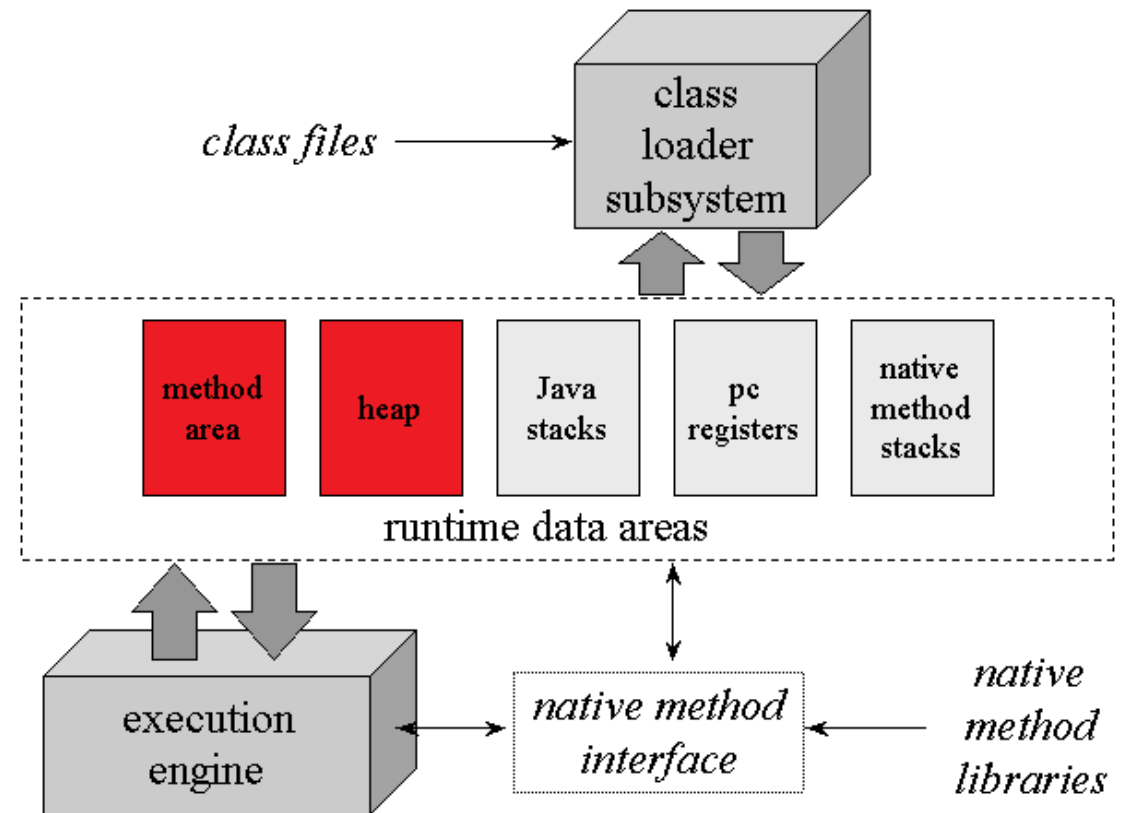 class
loader
subsystem
class files
method
area
heap
Java
stacks
pc
registers
native
method
stacks
runtime data areas
execution
engine
native method
interface
native
method
libraries